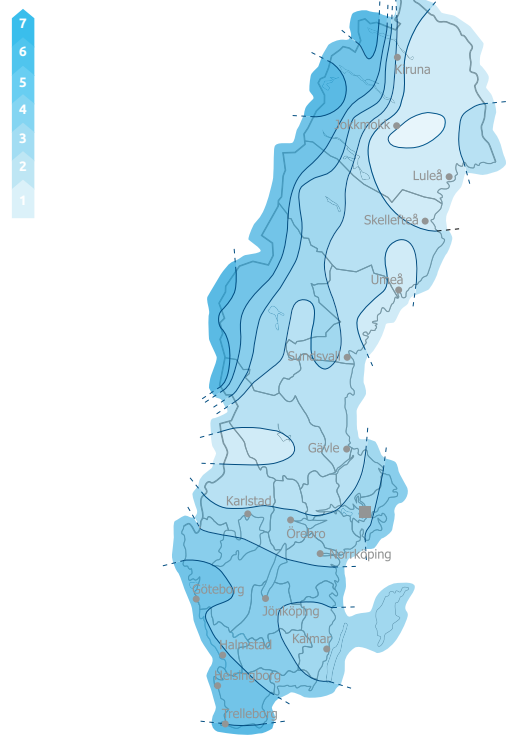 7
6
5
4
3
2
1
Kiruna
Jokkmokk
Luleå
Skellefteå
Umeå
Sundsvall
Gävle
Karlstad
Örebro
Norrköping
Göteborg
Jönköping
Halmstad
Kalmar
Helsingborg
Trelleborg